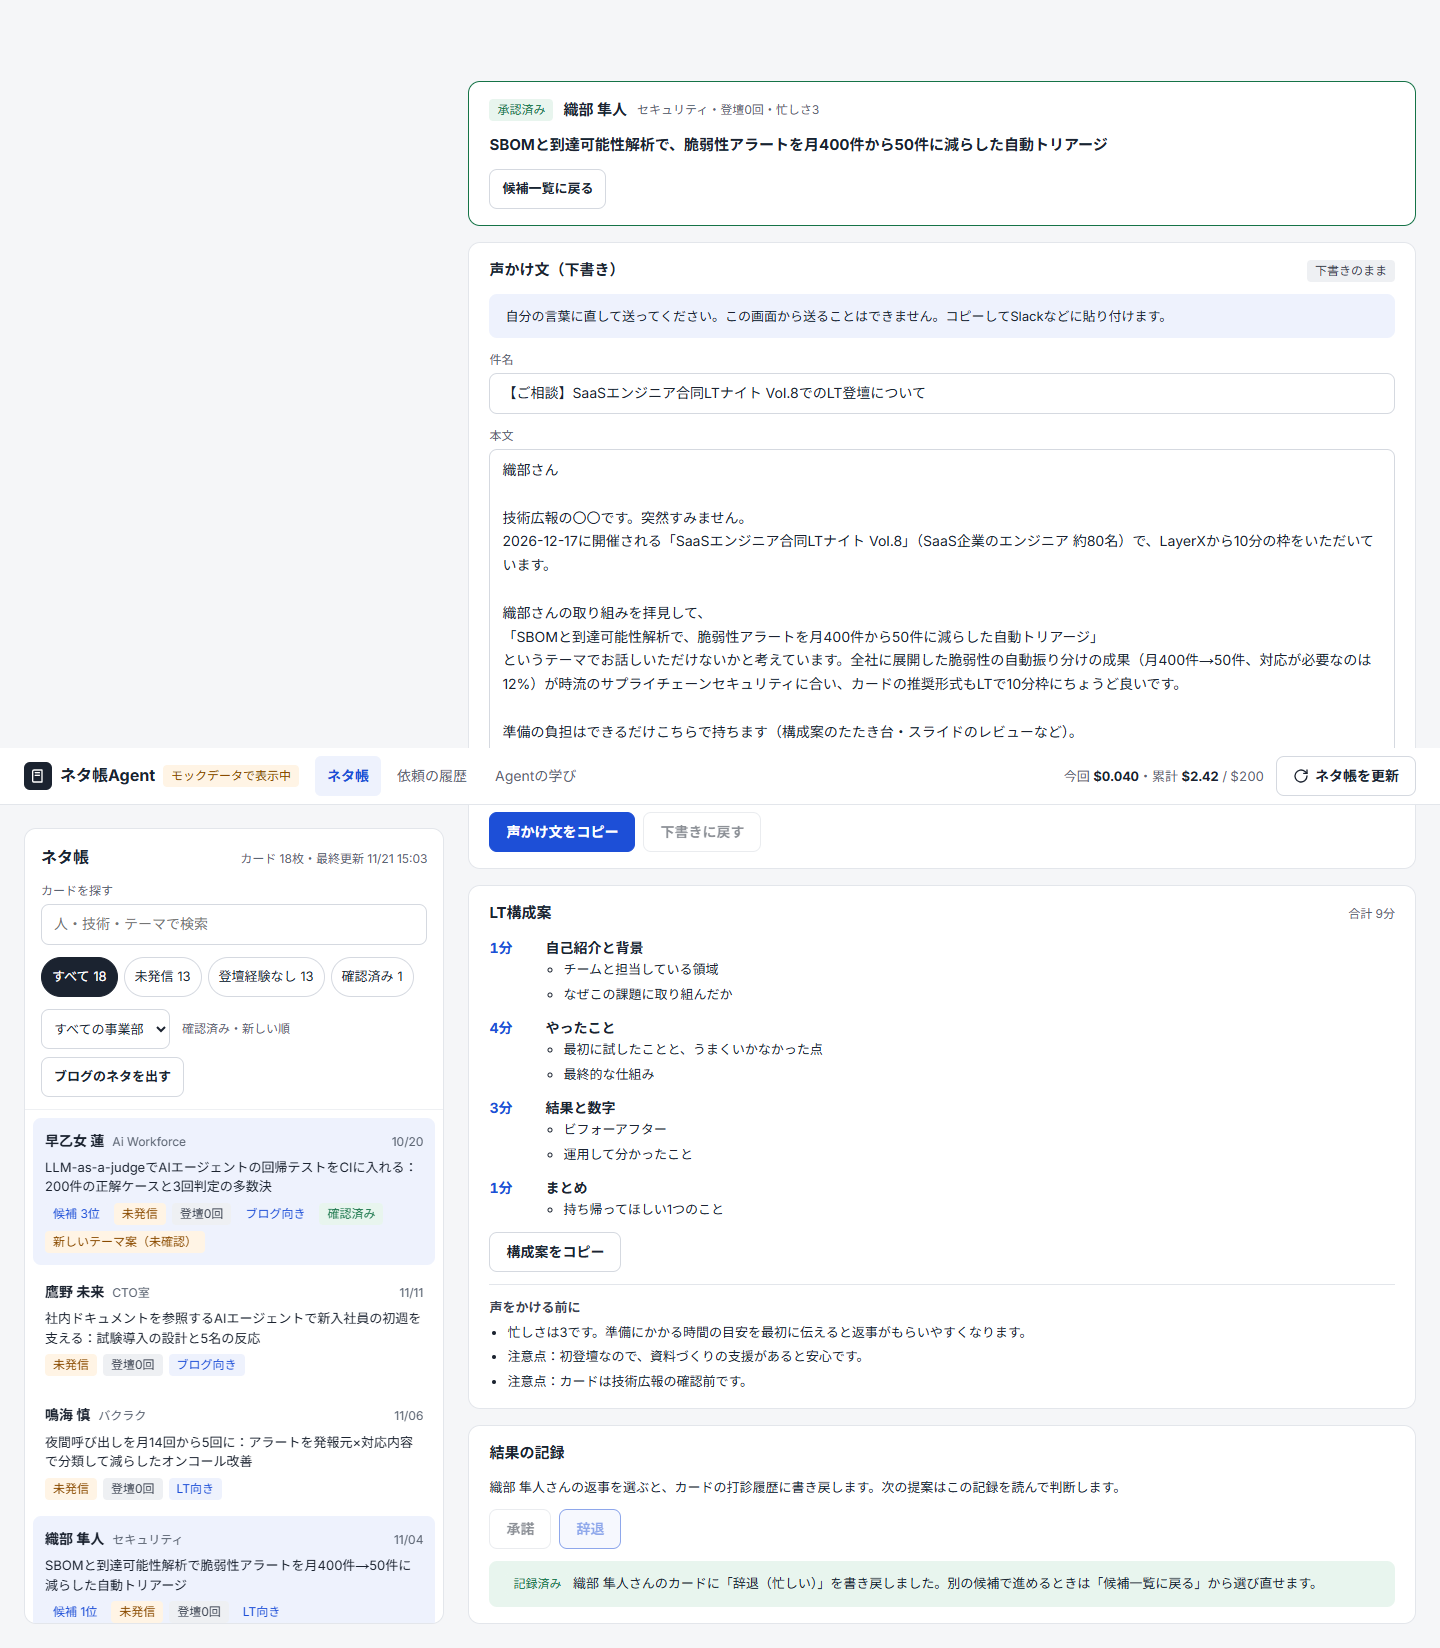 承認済み 織部 隼人 セキュリティ・登壇0回・忙しさ3
SBOMと到達可能性解析で、脆弱性アラートを月400件から50件に減らした自動トリアージ
候補一覧に戻る
声かけ文（下書き） 下書きのまま
自分の言葉に直して送ってください。この画面から送ることはできません。コピーしてSlackなどに貼り付けます。
件名
【ご相談】SaaSエンジニア合同LTナイト Vol.8でのLT登壇について
本文
織部さん
技術広報の〇〇です。突然すみません。
2026-12-17に開催される「SaaSエンジニア合同LTナイト Vol.8」（SaaS企業のエンジニア 約80名）で、LayerXから10分の枠をいただいて
います。
織部さんの取り組みを拝見して、
「SBOMと到達可能性解析で、脆弱性アラートを月400件から50件に減らした自動トリアージ」
というテーマでお話しいただけないかと考えています。全社に展開した脆弱性の自動振り分けの成果（月400件→50件、対応が必要なのは
12%）が時流のサプライチェーンセキュリティに合い、カードの推奨形式もLTで10分枠にちょうど良いです。
準備の負担はできるだけこちらで持ちます（構成案のたたき台・スライドのレビューなど）。
ネタ帳Agent モックデータで表示中 ネタ帳 依頼の履歴 Agentの学び 今回 $0.040・累計 $2.42 / $200 ネタ帳を更新
声かけ文をコピー 下書きに戻す
ネタ帳 カード 18枚・最終更新 11/21 15:03
カードを探す
人・技術・テーマで検索
すべて 18 未発信 13 登壇経験なし 13 確認済み 1
すべての事業部 確認済み・新しい順
ブログのネタを出す
早乙女 蓮 Ai Workforce 10/20
LLM-as-a-judgeでAIエージェントの回帰テストをCIに入れる：
200件の正解ケースと3回判定の多数決
候補 3位 未発信 登壇0回 ブログ向き 確認済み
新しいテーマ案（未確認）
鷹野 未来 CTO室 11/11
社内ドキュメントを参照するAIエージェントで新入社員の初週を
支える：試験導入の設計と5名の反応
未発信 登壇0回 ブログ向き
鳴海 慎 バクラク 11/06
夜間呼び出しを月14回から5回に：アラートを発報元×対応内容
で分類して減らしたオンコール改善
未発信 登壇0回 LT向き
織部 隼人 セキュリティ 11/04
SBOMと到達可能性解析で脆弱性アラートを月400件→50件に
減らした自動トリアージ
候補 1位 未発信 登壇0回 LT向き
LT構成案 合計 9分
1分 自己紹介と背景
チームと担当している領域
なぜこの課題に取り組んだか
4分 やったこと
最初に試したことと、うまくいかなかった点
最終的な仕組み
3分 結果と数字
ビフォーアフター
運用して分かったこと
1分 まとめ
持ち帰ってほしい1つのこと
構成案をコピー
声をかける前に
忙しさは3です。準備にかかる時間の目安を最初に伝えると返事がもらいやすくなります。
注意点：初登壇なので、資料づくりの支援があると安心です。
注意点：カードは技術広報の確認前です。
結果の記録
織部 隼人さんの返事を選ぶと、カードの打診履歴に書き戻します。次の提案はこの記録を読んで判断します。
承諾 辞退
記録済み 織部 隼人さんのカードに「辞退（忙しい）」を書き戻しました。別の候補で進めるときは「候補一覧に戻る」から選び直せます。